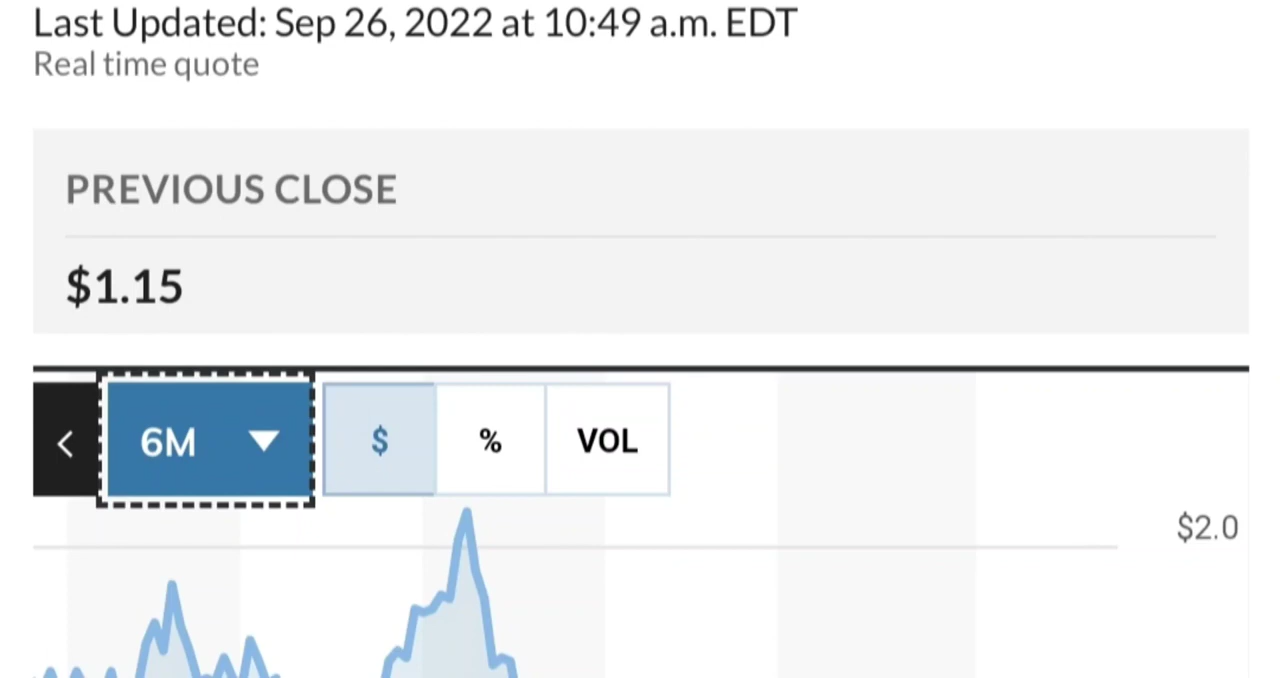 Last Updated: Sep 26, 2022 at 10:49 a.m. EDT
Real time quote
PREVIOUS CLOSE
$1.15
6M $ % VOL
$2.0